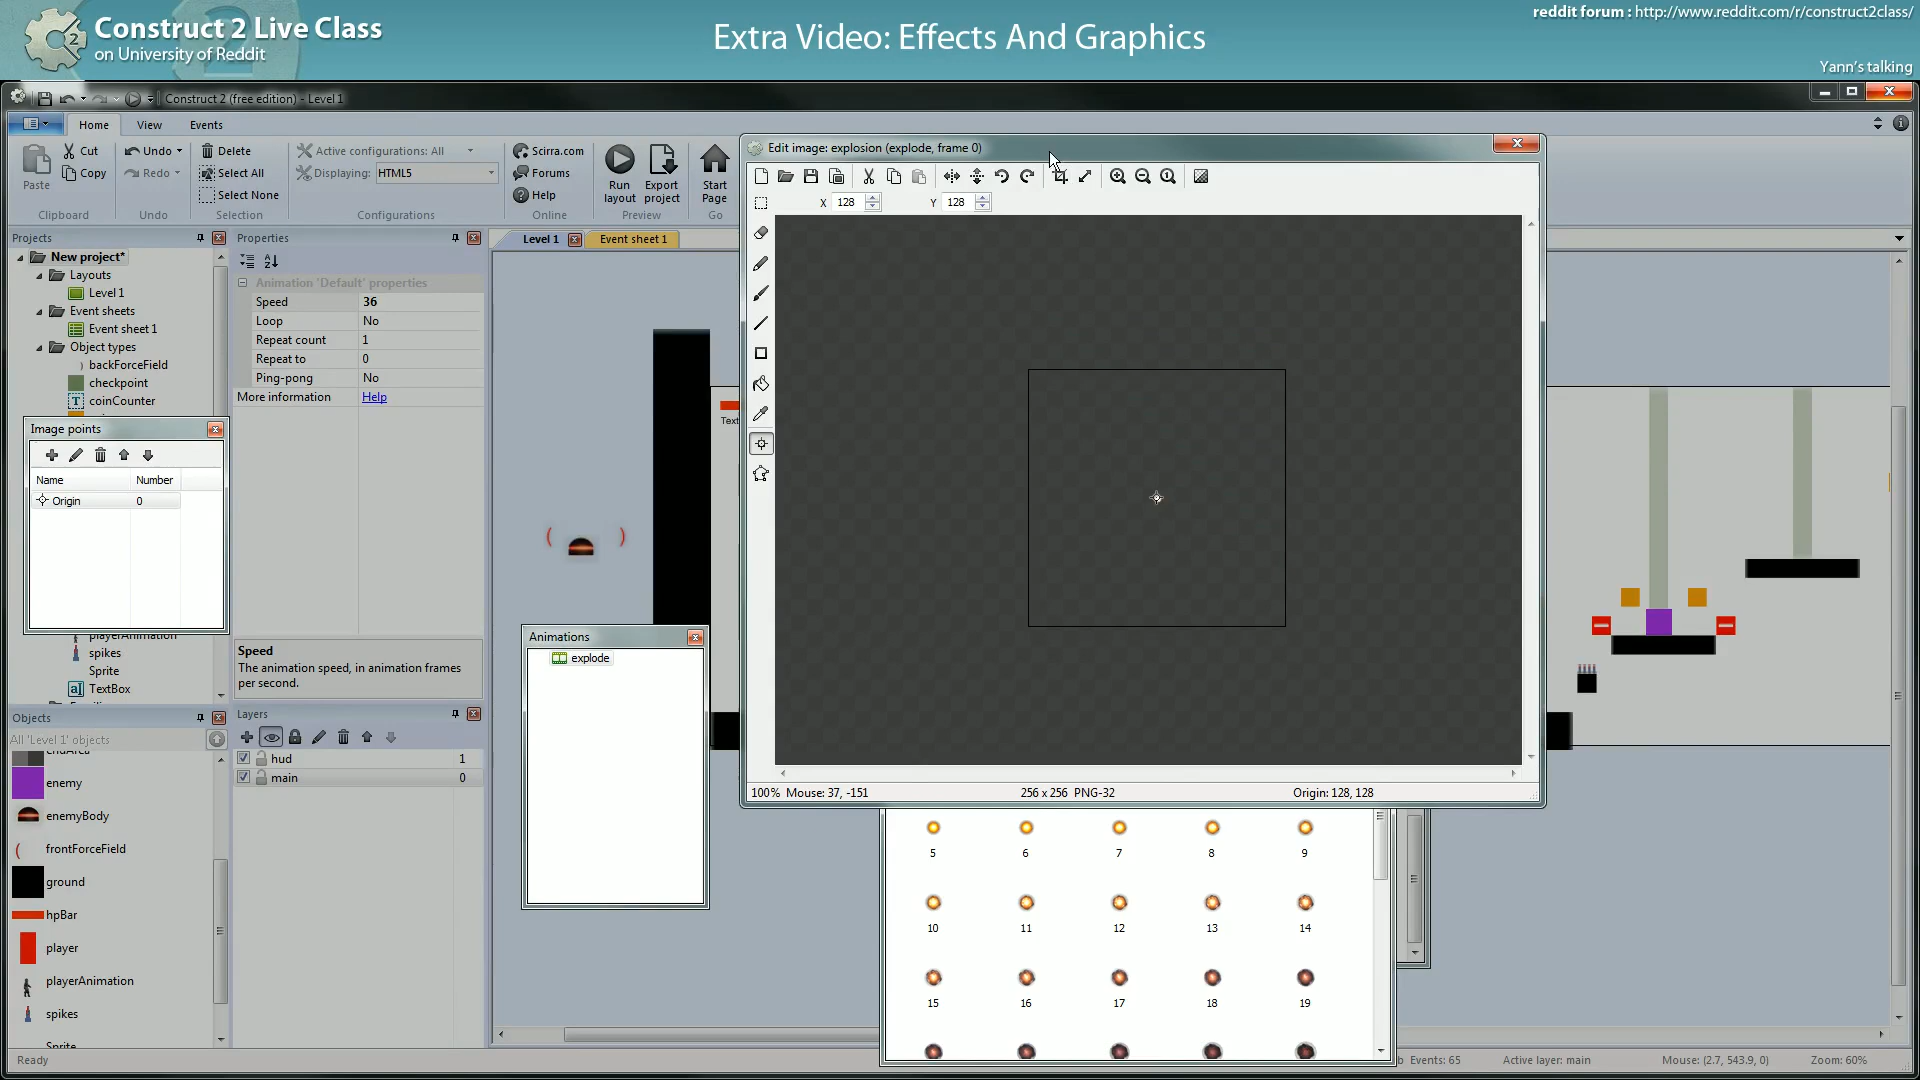 Construct 2 Live Class
on University of Reddit
Extra Video: Effects And Graphics
reddit forum : http://www.reddit.com/r/construct2class/
Yann's talking
Construct 2 (free edition) - Level 1
Home
View
Events
Paste
Cut
Copy
Clipboard
Undo
Redo
Undo
Delete
Select All
Select None
Selection
Active configurations: All
Displaying:
HTML5
Configurations
Scirra.com
Forums
Help
Online
Run
layout
Export
project
Preview
Start
Page
Go
Projects
New project*
Layouts
Level 1
Event sheets
Event sheet 1
Object types
backForceField
checkpoint
coinCounter
Image points
Name
Number
Origin
0
playerAnimation
spikes
Sprite
TextBox
Properties
Animation 'Default' properties
Speed
36
Loop
No
Repeat count
1
Repeat to
0
Ping-pong
No
More information
Help
Speed
The animation speed, in animation frames
per second.
Objects
All 'Level 1' objects
endArea
enemy
enemyBody
frontForceField
ground
hpBar
player
playerAnimation
spikes
Sprite
Layers
hud
1
main
0
Level 1
Event sheet 1
Text
Animations
explode
Edit image: explosion (explode, frame 0)
X
128
Y
128
100%
Mouse: 37, -151
256 x 256
PNG-32
Origin: 128, 128
5
6
7
8
9
10
11
12
13
14
15
16
17
18
19
Ready
Events: 65
Active layer: main
Mouse: (2.7, 543.9, 0)
Zoom: 60%